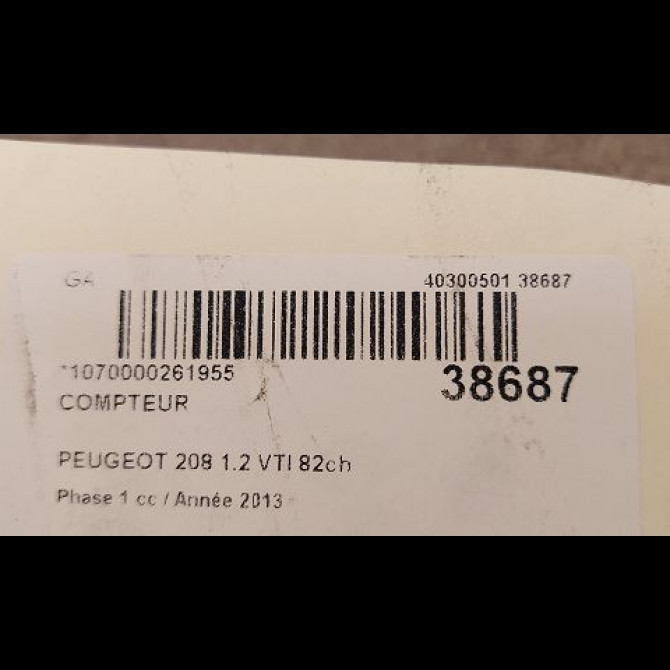 GA 40300501 38687
*1070000261955 38687
COMPTEUR
PEUGEOT 208 1.2 VTI 82ch
Phase 1 cc / Année 2013